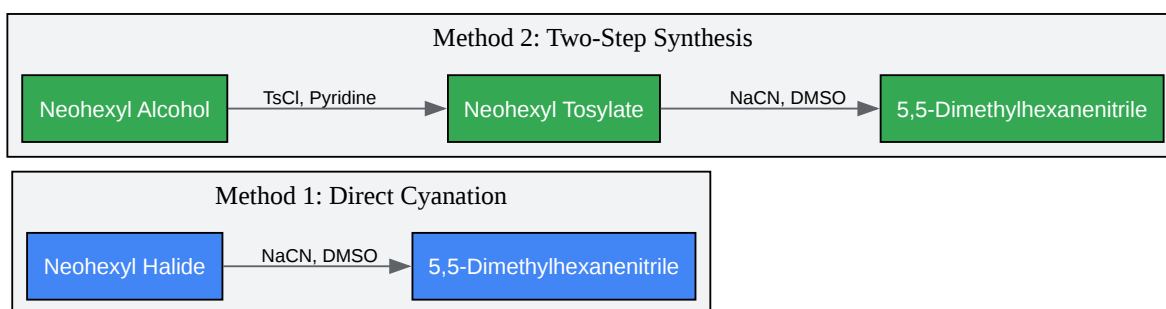 Method 2: Two-Step Synthesis
Neohexyl Alcohol
TsCl, Pyridine
Neohexyl Tosylate
NaCN, DMSO
5,5-Dimethylhexanenitrile
Method 1: Direct Cyanation
Neohexyl Halide
NaCN, DMSO
5,5-Dimethylhexanenitrile